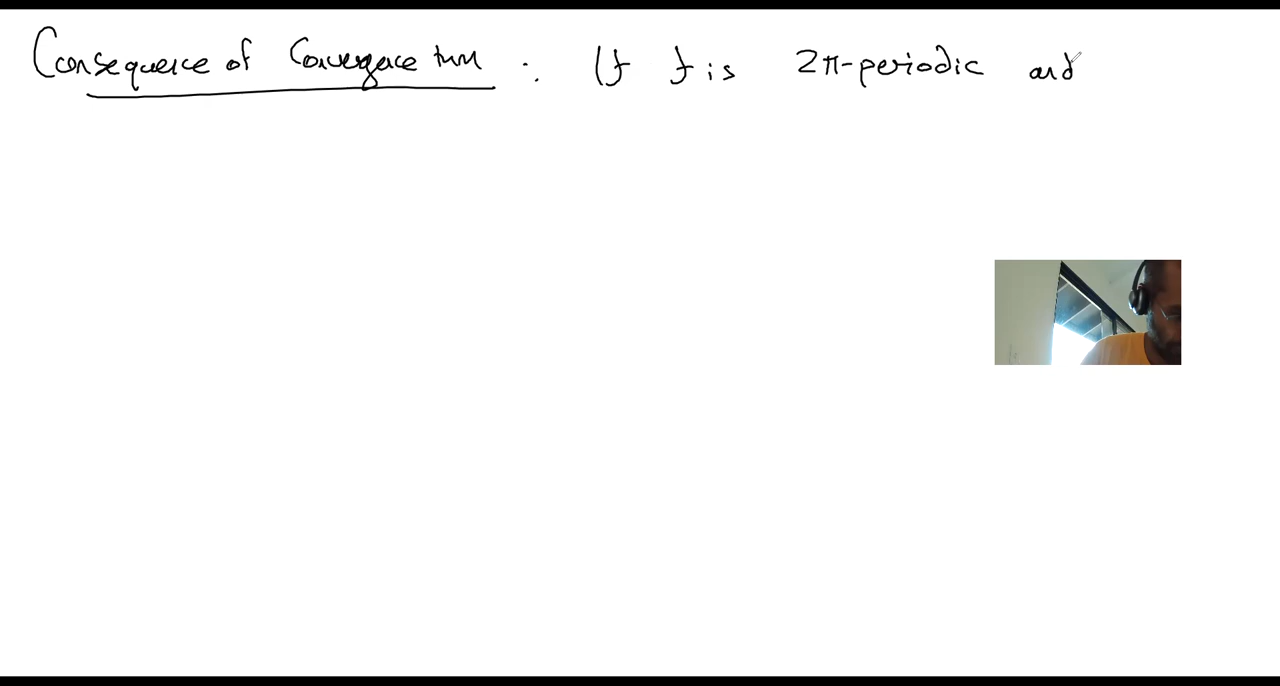 Consequence of Convergence thm : If f is 2π-periodic and